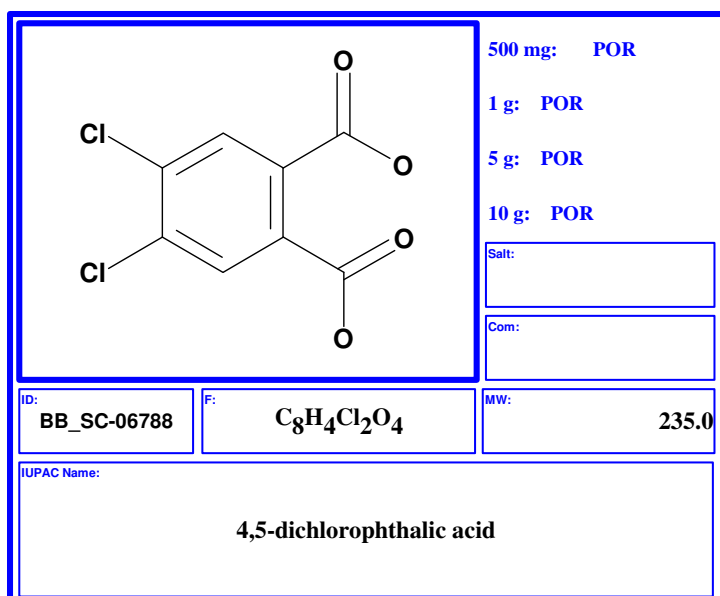 O
Cl
O
O
Cl
O
500 mg: POR
1 g: POR
5 g: POR
10 g: POR
Salt:
Com:
ID:
BB_SC-06788
F:
C8H4Cl2O4
MW:
235.0
IUPAC Name:
4,5-dichlorophthalic acid